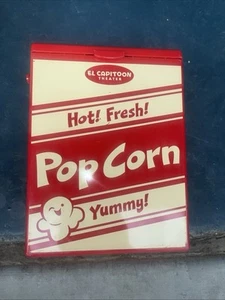 EL CAPITOON
THEATER
Hot! Fresh!
Pop Corn
Yummy!